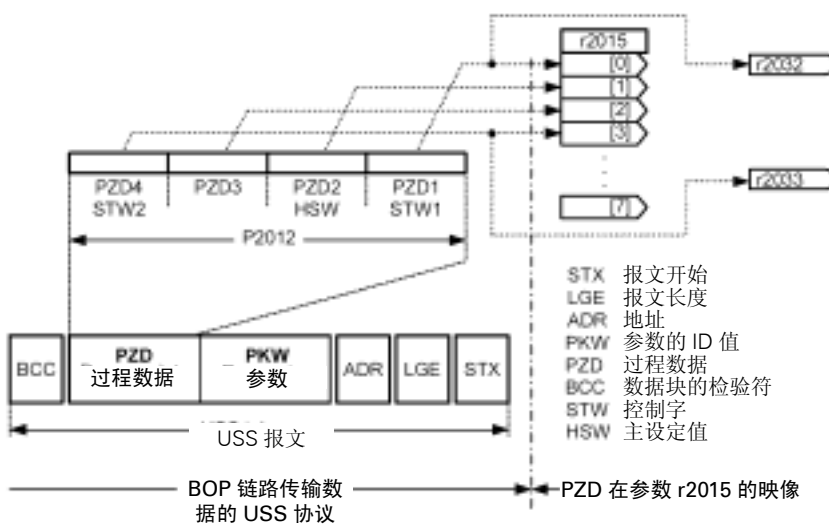 r2015
[0]
[1]
[2]
[3]
[7]
r2032
r2033
PZD4 PZD3 PZD2 PZD1
STW2 HSW STW1
P2012
STX 报文开始
LGE 报文长度
ADR 地址
PKW 参数的 ID 值
PZD 过程数据
BCC 数据块的检验符
STW 控制字
HSW 主设定值
BCC PZD 过程数据 PKW 参数 ADR LGE STX
USS 报文
BOP 链路传输数
据的 USS 协议
PZD 在参数 r2015 的映像